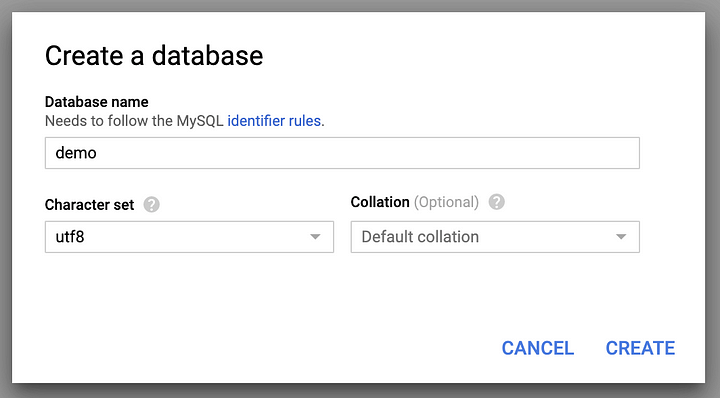 Create a database
Database name
Needs to follow the MySQL identifier rules.
demo
Character set ?
Collation (Optional) ?
utf8
Default collation
CANCEL
CREATE